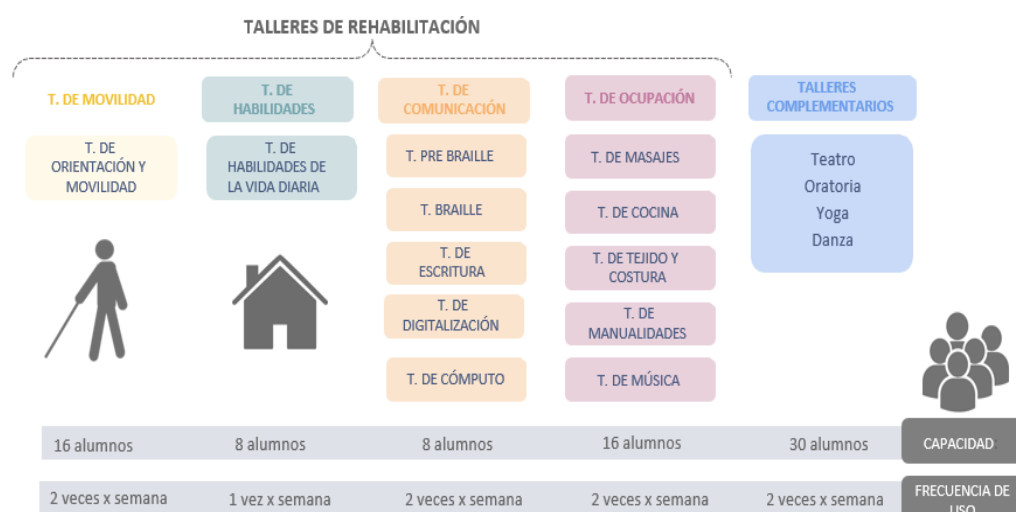 TALLERES DE REHABILITACIÓN
T. DE MOVILIDAD
T. DE
HABILIDADES
T. DE
COMUNICACIÓN
T. DE OCUPACIÓN
TALLERES
COMPLEMENTARIOS
T. DE
ORIENTACIÓN Y
MOVILIDAD
T. DE
HABILIDADES DE
LA VIDA DIARIA
T. PRE BRAILLE
T. BRAILLE
T. DE
ESCRITURA
T. DE
DIGITALIZACIÓN
T. DE CÓMPUTO
T. DE MASAJES
T. DE COCINA
T. DE TEJIDO Y
COSTURA
T. DE
MANUALIDADES
T. DE MÚSICA
Teatro
Oratoria
Yoga
Danza
16 alumnos
8 alumnos
8 alumnos
16 alumnos
30 alumnos
CAPACIDAD:
2 veces x semana
1 vez x semana
2 veces x semana
2 veces x semana
2 veces x semana
FRECUENCIA DE
USO